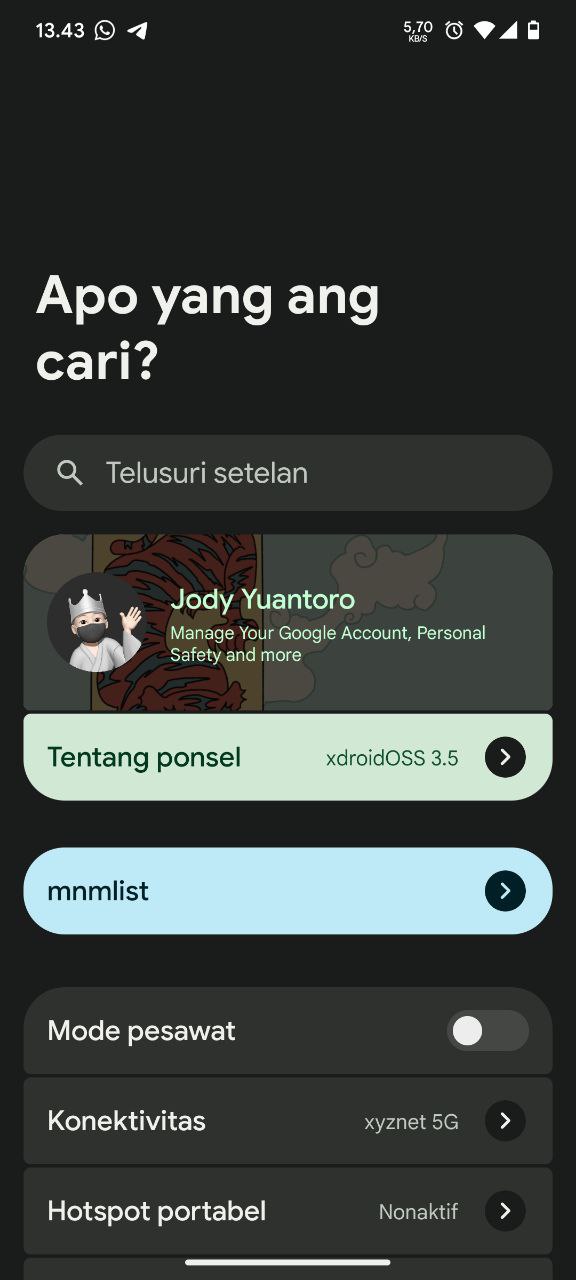 13.43
5,70
KB/S
Apo yang ang
cari?
Telusuri setelan
Jody Yuantoro
Manage Your Google Account, Personal
Safety and more
Tentang ponsel xdroidOSS 3.5
mnmlist
Mode pesawat
Konektivitas xyznet 5G
Hotspot portabel Nonaktif